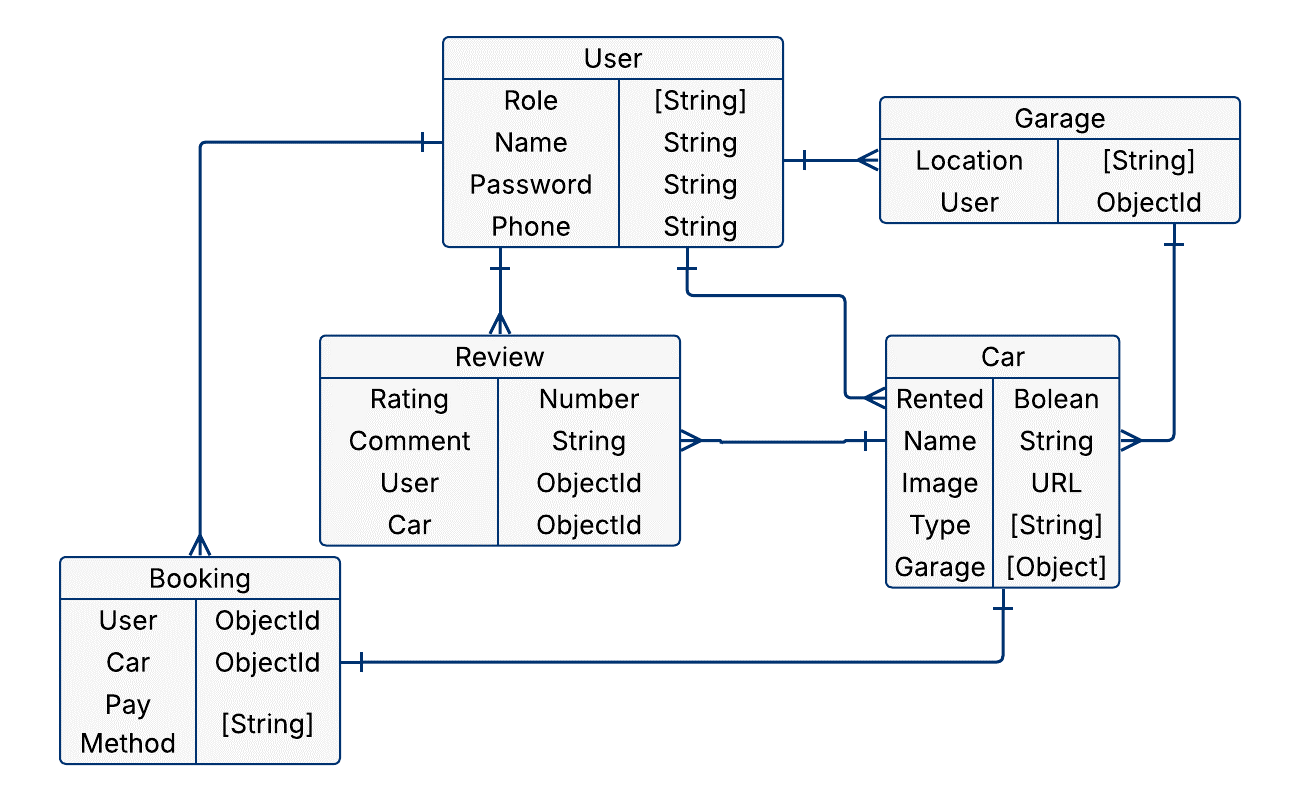 User
Role [String]
Name String
Password String
Phone String
Garage
Location [String]
User ObjectId
Review
Rating Number
Comment String
User ObjectId
Car ObjectId
Car
Rented Bolean
Name String
Image URL
Type [String]
Garage [Object]
Booking
User ObjectId
Car ObjectId
Pay
Method [String]